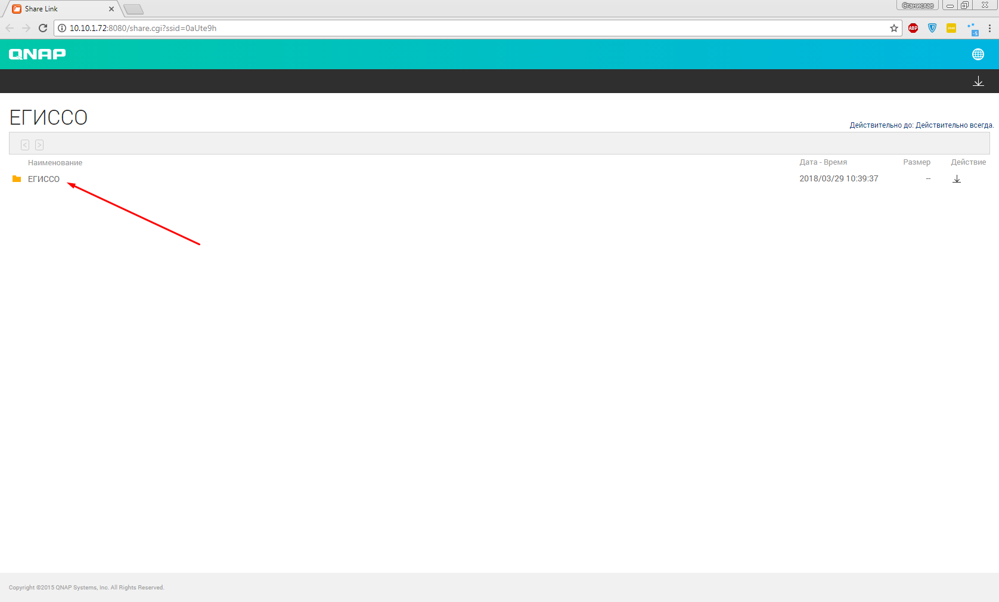 Share Link
Станислав
10.10.1.72:8080/share.cgi?ssid=0aUte9h
ABP
-5
QNAP
ЕГИССО
Действительно до: Действительно всегда.
< >
Наименование Дата - Время Размер Действие
ЕГИССО 2018/03/29 10:39:37 --
Copyright ©2015 QNAP Systems, Inc. All Rights Reserved.